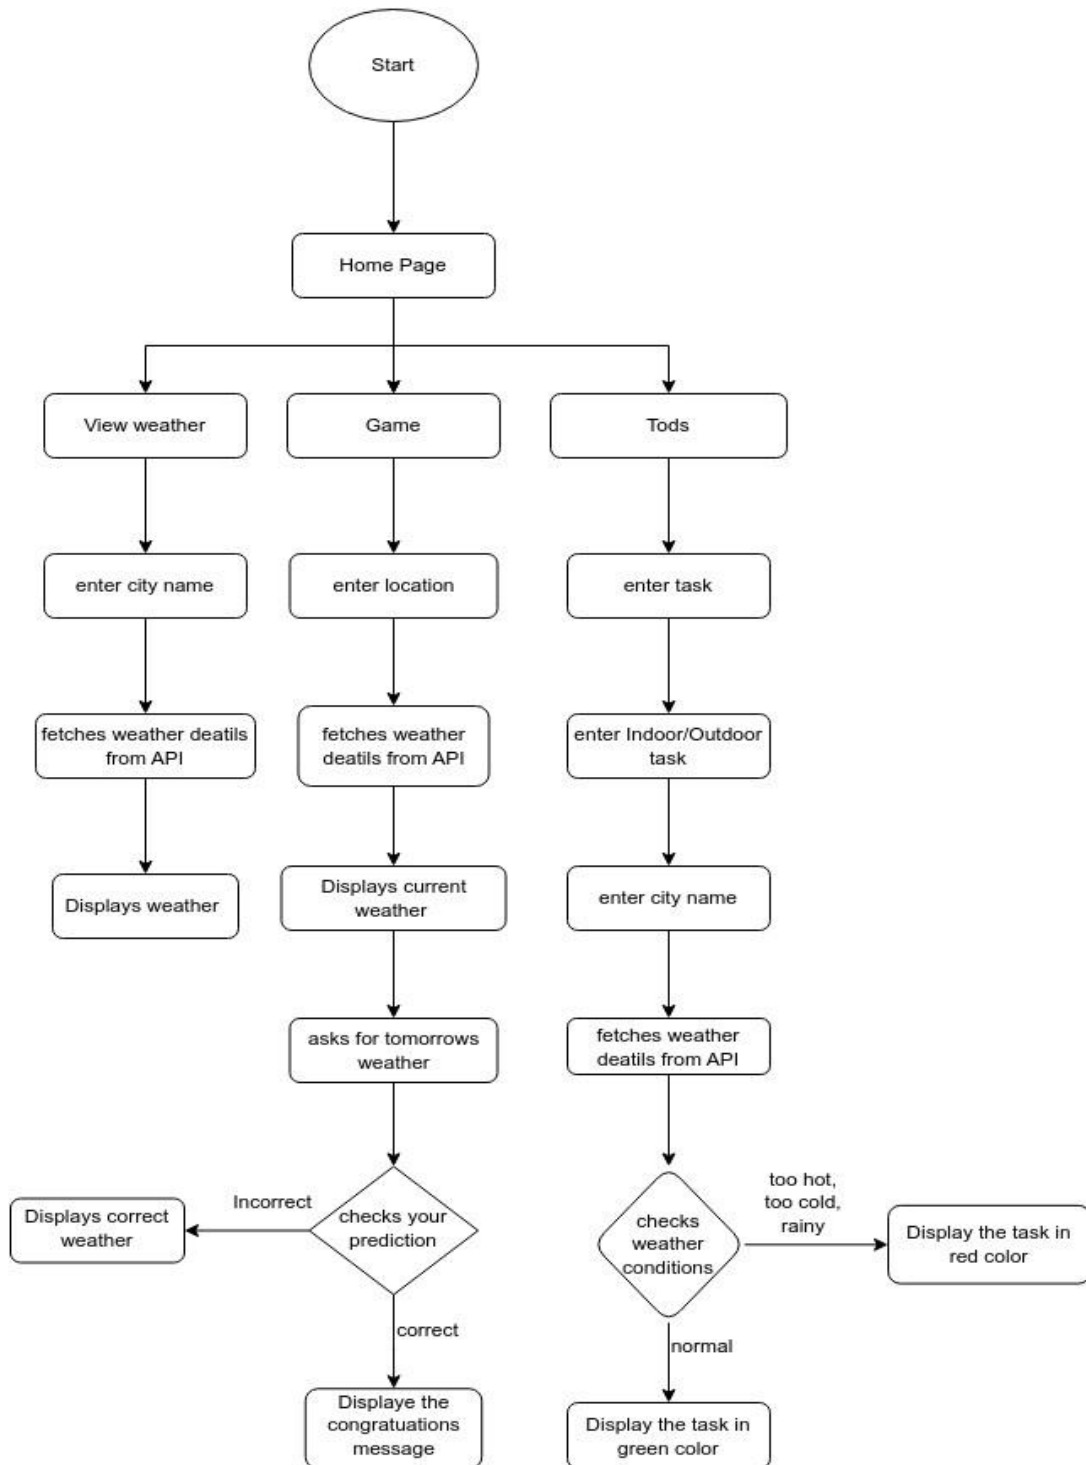 Start
Home Page
View weather
Game
Tods
enter city name
enter location
enter task
fetches weather deatils
from API
fetches weather
deatils from API
enter Indoor/Outdoor
task
Displays weather
Displays current
weather
enter city name
asks for tomorrows
weather
fetches weather
deatils from API
checks your
prediction
Incorrect
Displays correct
weather
correct
Displaye the
congratuations
message
checks
weather
conditions
too hot,
too cold,
rainy
Display the task in
red color
normal
Display the task in
green color